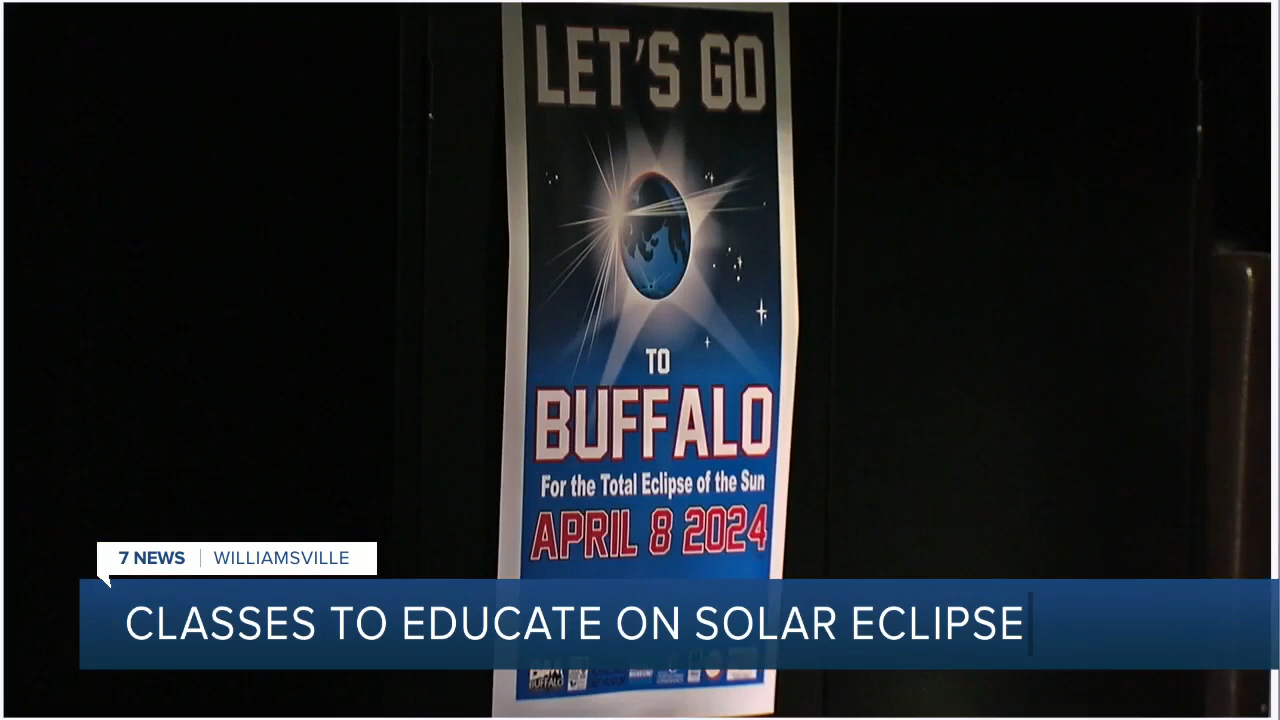 LET'S GO
TO
BUFFALO
For the Total Eclipse of the Sun
APRIL 8 2024
7 NEWS | WILLIAMSVILLE
CLASSES TO EDUCATE ON SOLAR ECLIPSE
BUFFALO